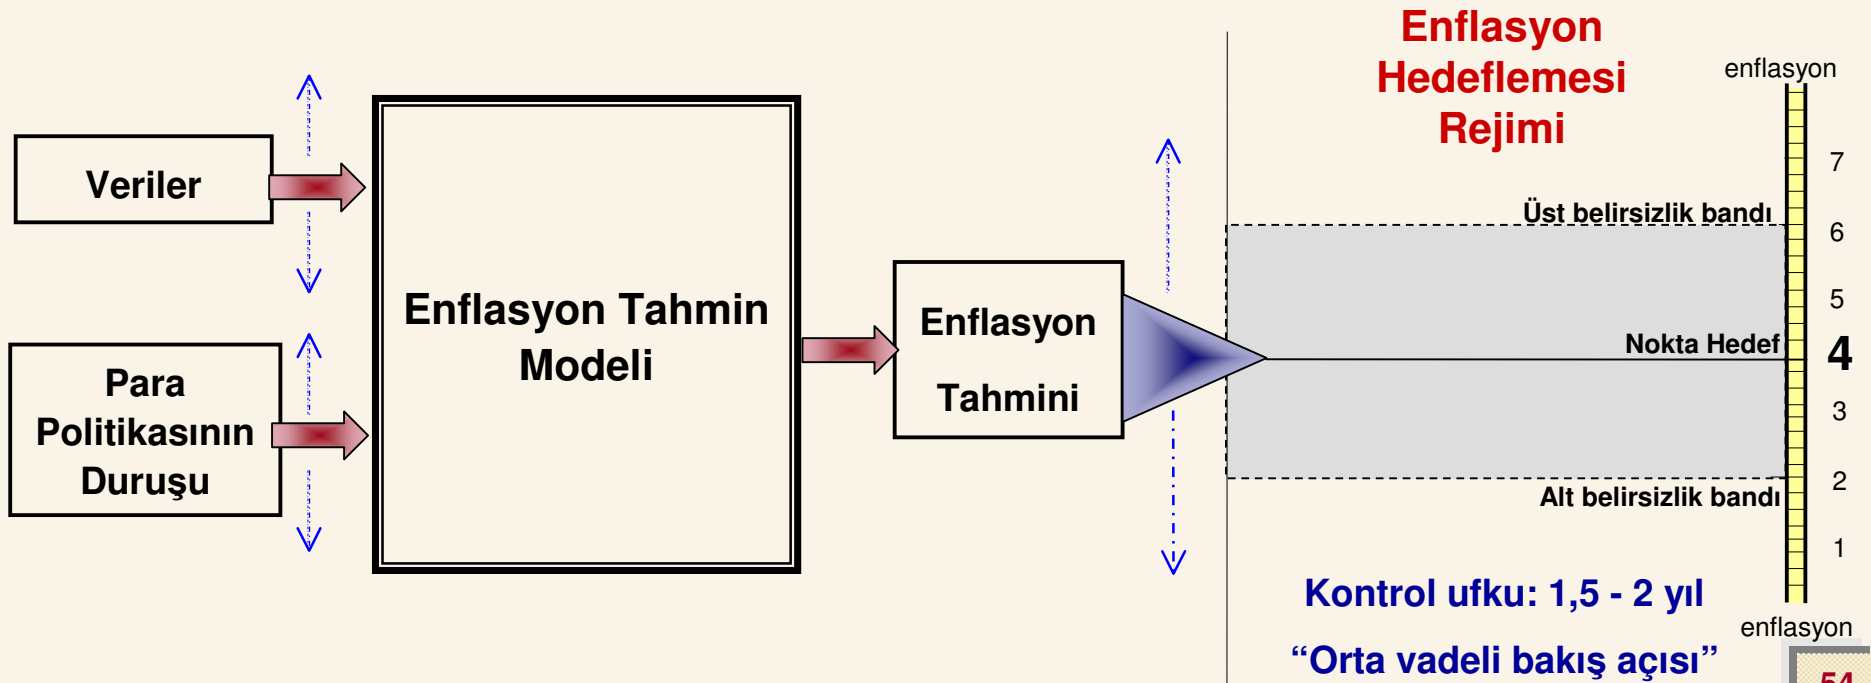 Enflasyon
Hedeflemesi
Rejimi
Veriler
Para
Politikasının
Duruşu
Enflasyon Tahmin
Modeli
Enflasyon
Tahmini
Üst belirsizlik bandı
Nokta Hedef
Alt belirsizlik bandı
enflasyon
7
6
5
4
3
2
1
enflasyon
Kontrol ufku: 1,5 - 2 yıl
“Orta vadeli bakış açısı”
54